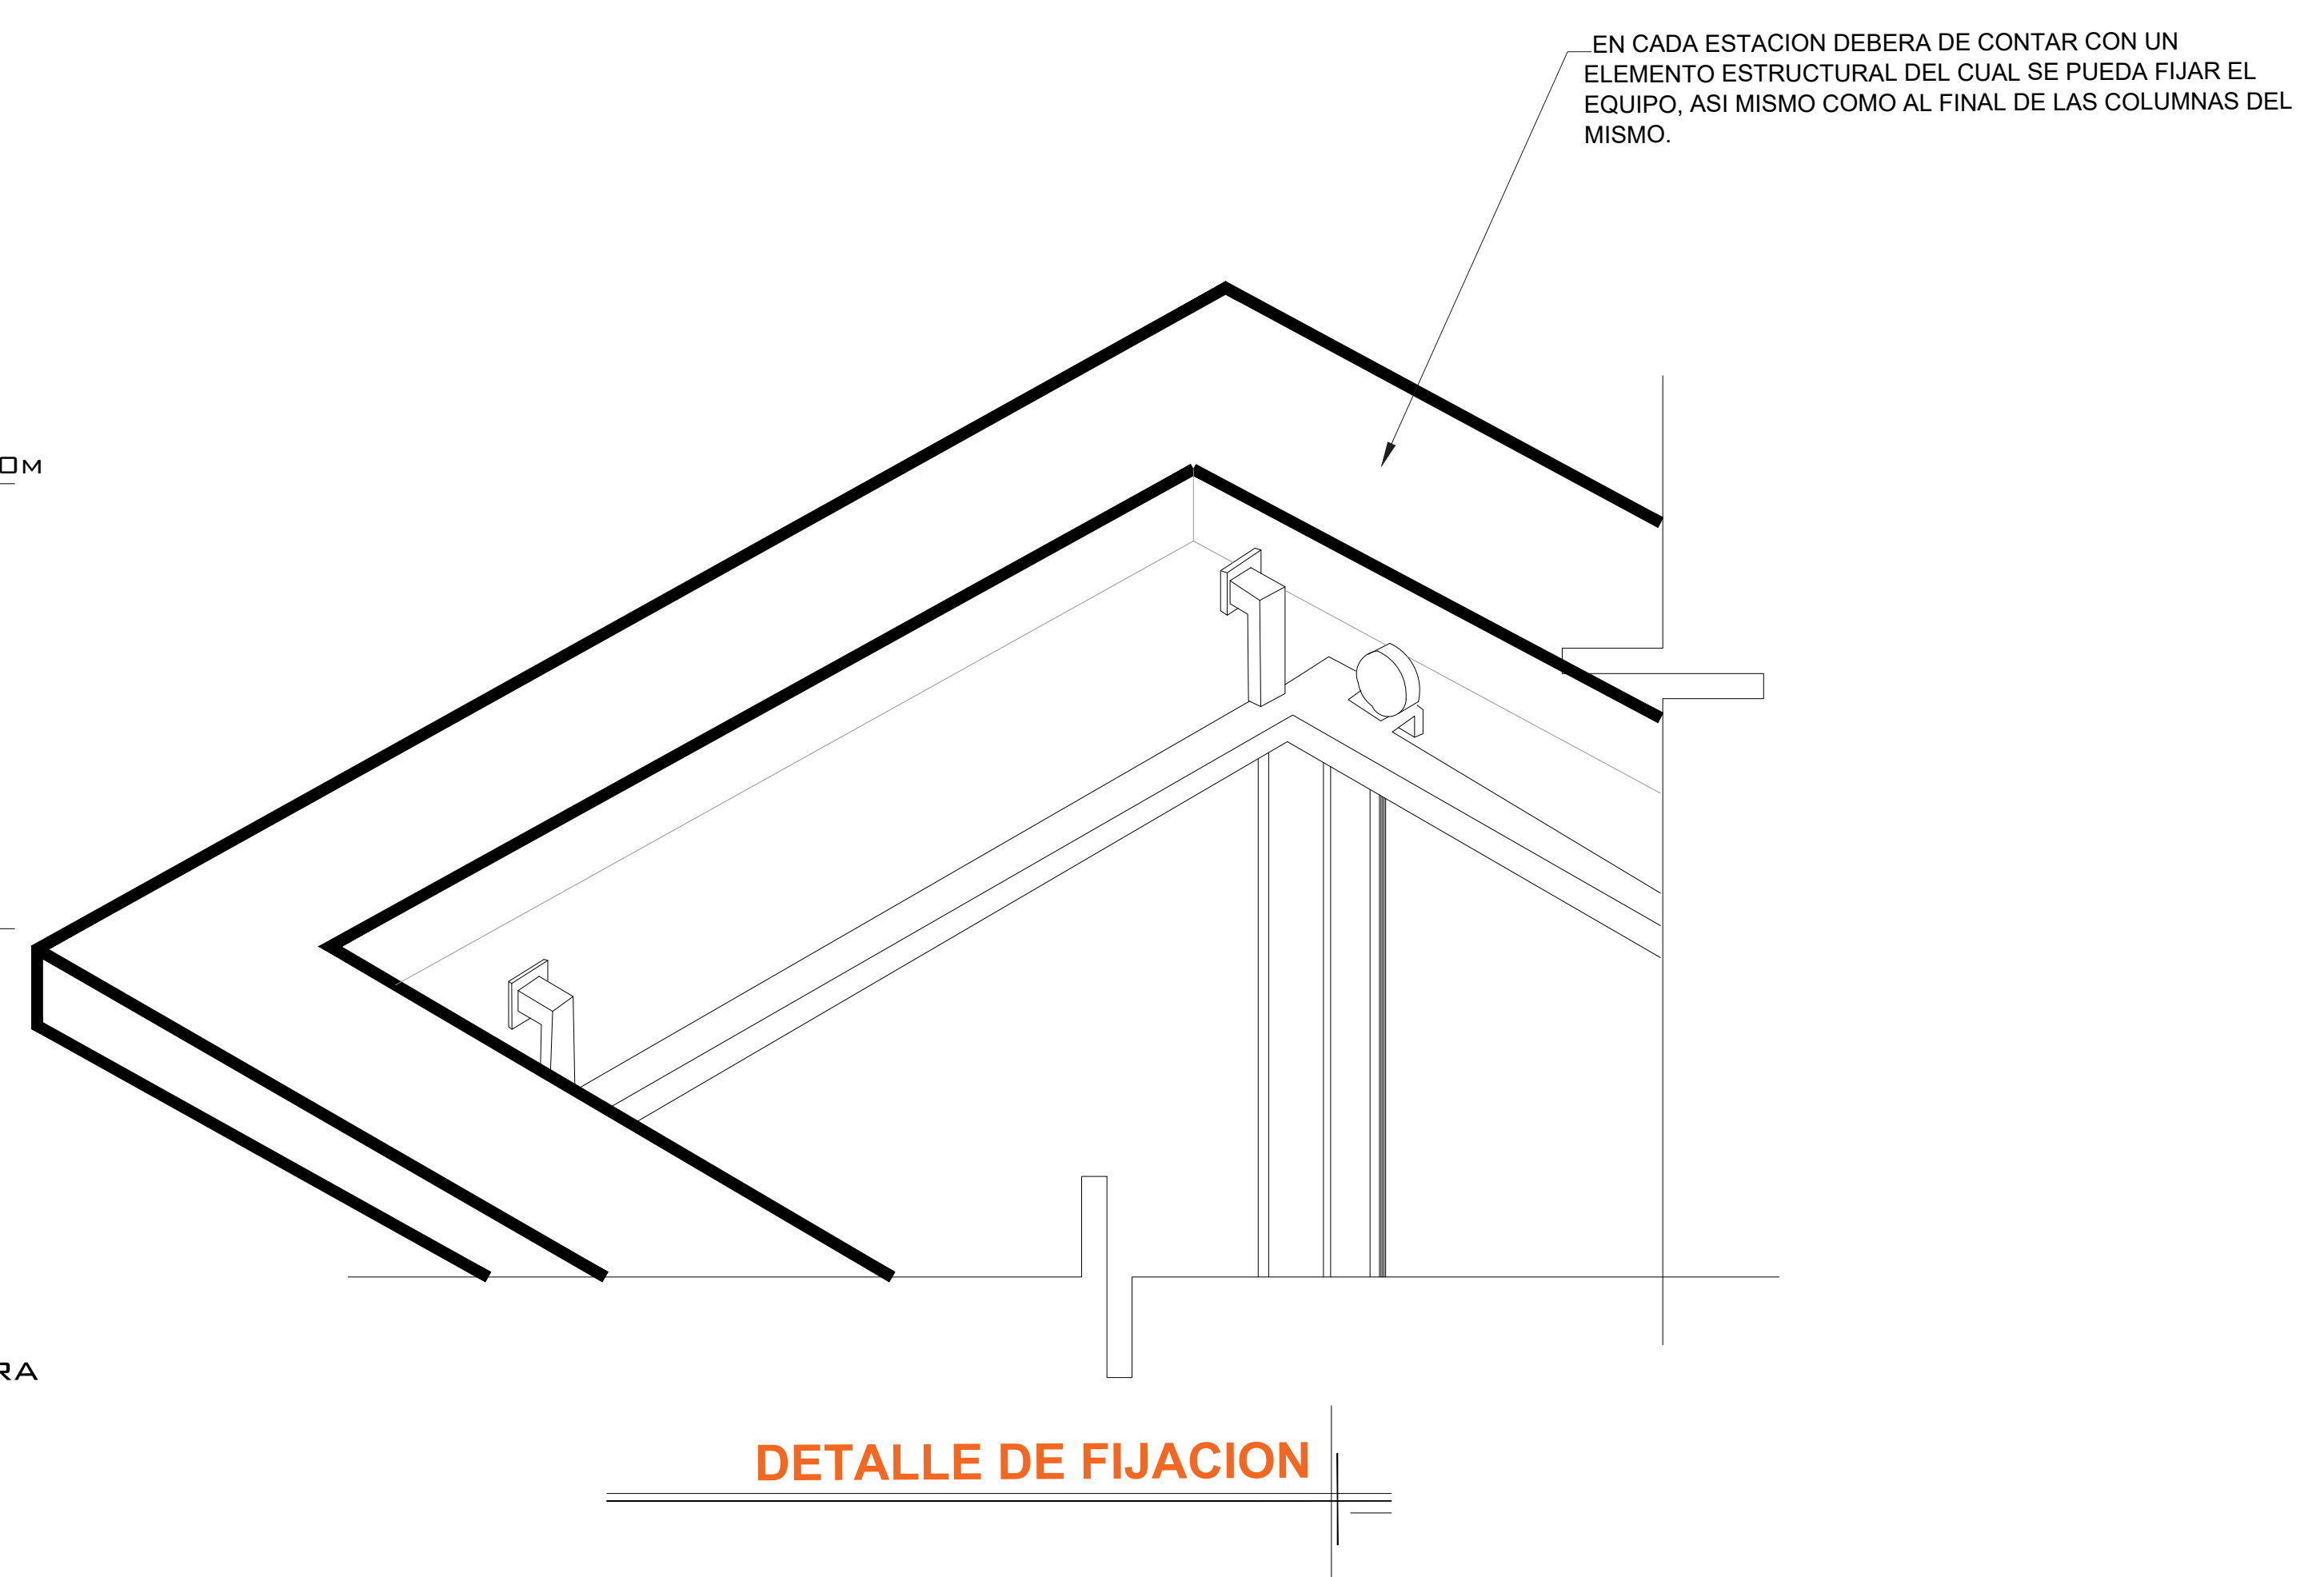 EN CADA ESTACION DEBERA DE CONTAR CON UN
ELEMENTO ESTRUCTURAL DEL CUAL SE PUEDA FIJAR EL
EQUIPO, ASI MISMO COMO AL FINAL DE LAS COLUMNAS DEL
MISMO.
DETALLE DE FIJACION